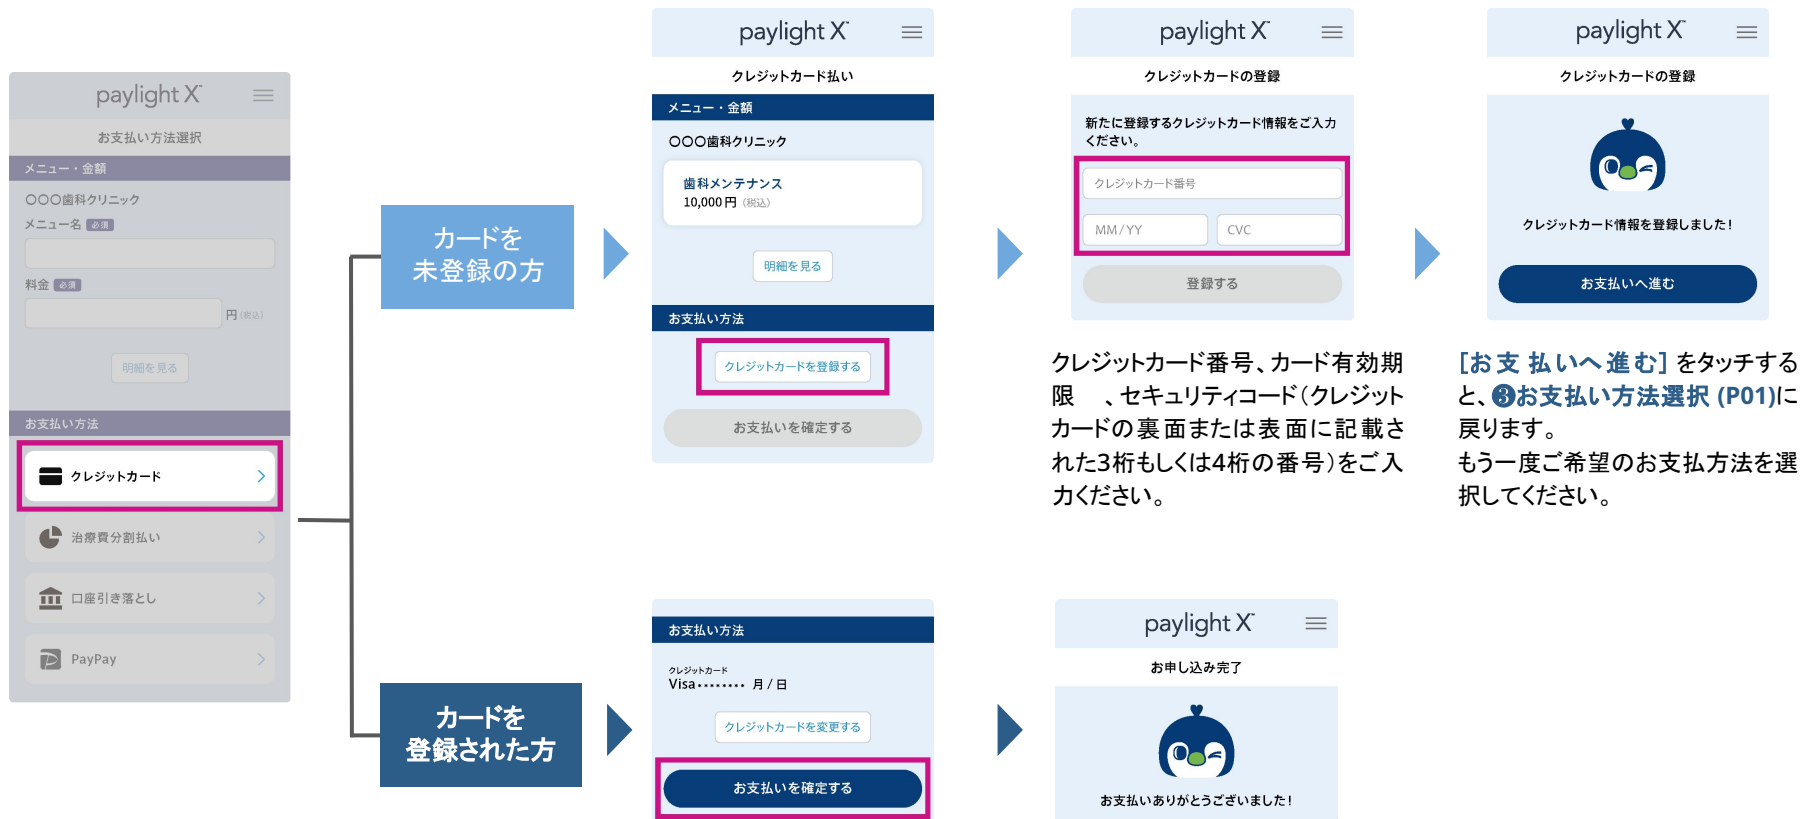 paylight X
お支払い方法選択
メニュー・金額
〇〇〇歯科クリニック
メニュー名 必須
料金 必須
円(税込)
明細を見る
お支払い方法
クレジットカード
治療費分割払い
口座引き落とし
PayPay
カードを
未登録の方
paylight X
クレジットカード払い
メニュー・金額
〇〇〇歯科クリニック
歯科メンテナンス
10,000円(税込)
明細を見る
お支払い方法
クレジットカードを登録する
お支払いを確定する
paylight X
クレジットカードの登録
新たに登録するクレジットカード情報をご入力
ください。
クレジットカード番号
MM/YY CVC
登録する
クレジットカード番号、カード有効期
限 、セキュリティコード(クレジット
カードの裏面または表面に記載さ
れた3桁もしくは4桁の番号)をご入
力ください。
paylight X
クレジットカードの登録
クレジットカード情報を登録しました!
お支払いへ進む
[お支払いへ進む] をタッチする
と、❸お支払い方法選択 (P01)に
戻ります。
もう一度ご希望のお支払方法を選
択してください。
カードを
登録された方
お支払い方法
クレジットカード
Visa・・・・・・・・ 月/日
クレジットカードを変更する
お支払いを確定する
paylight X
お申し込み完了
お支払いありがとうございました!